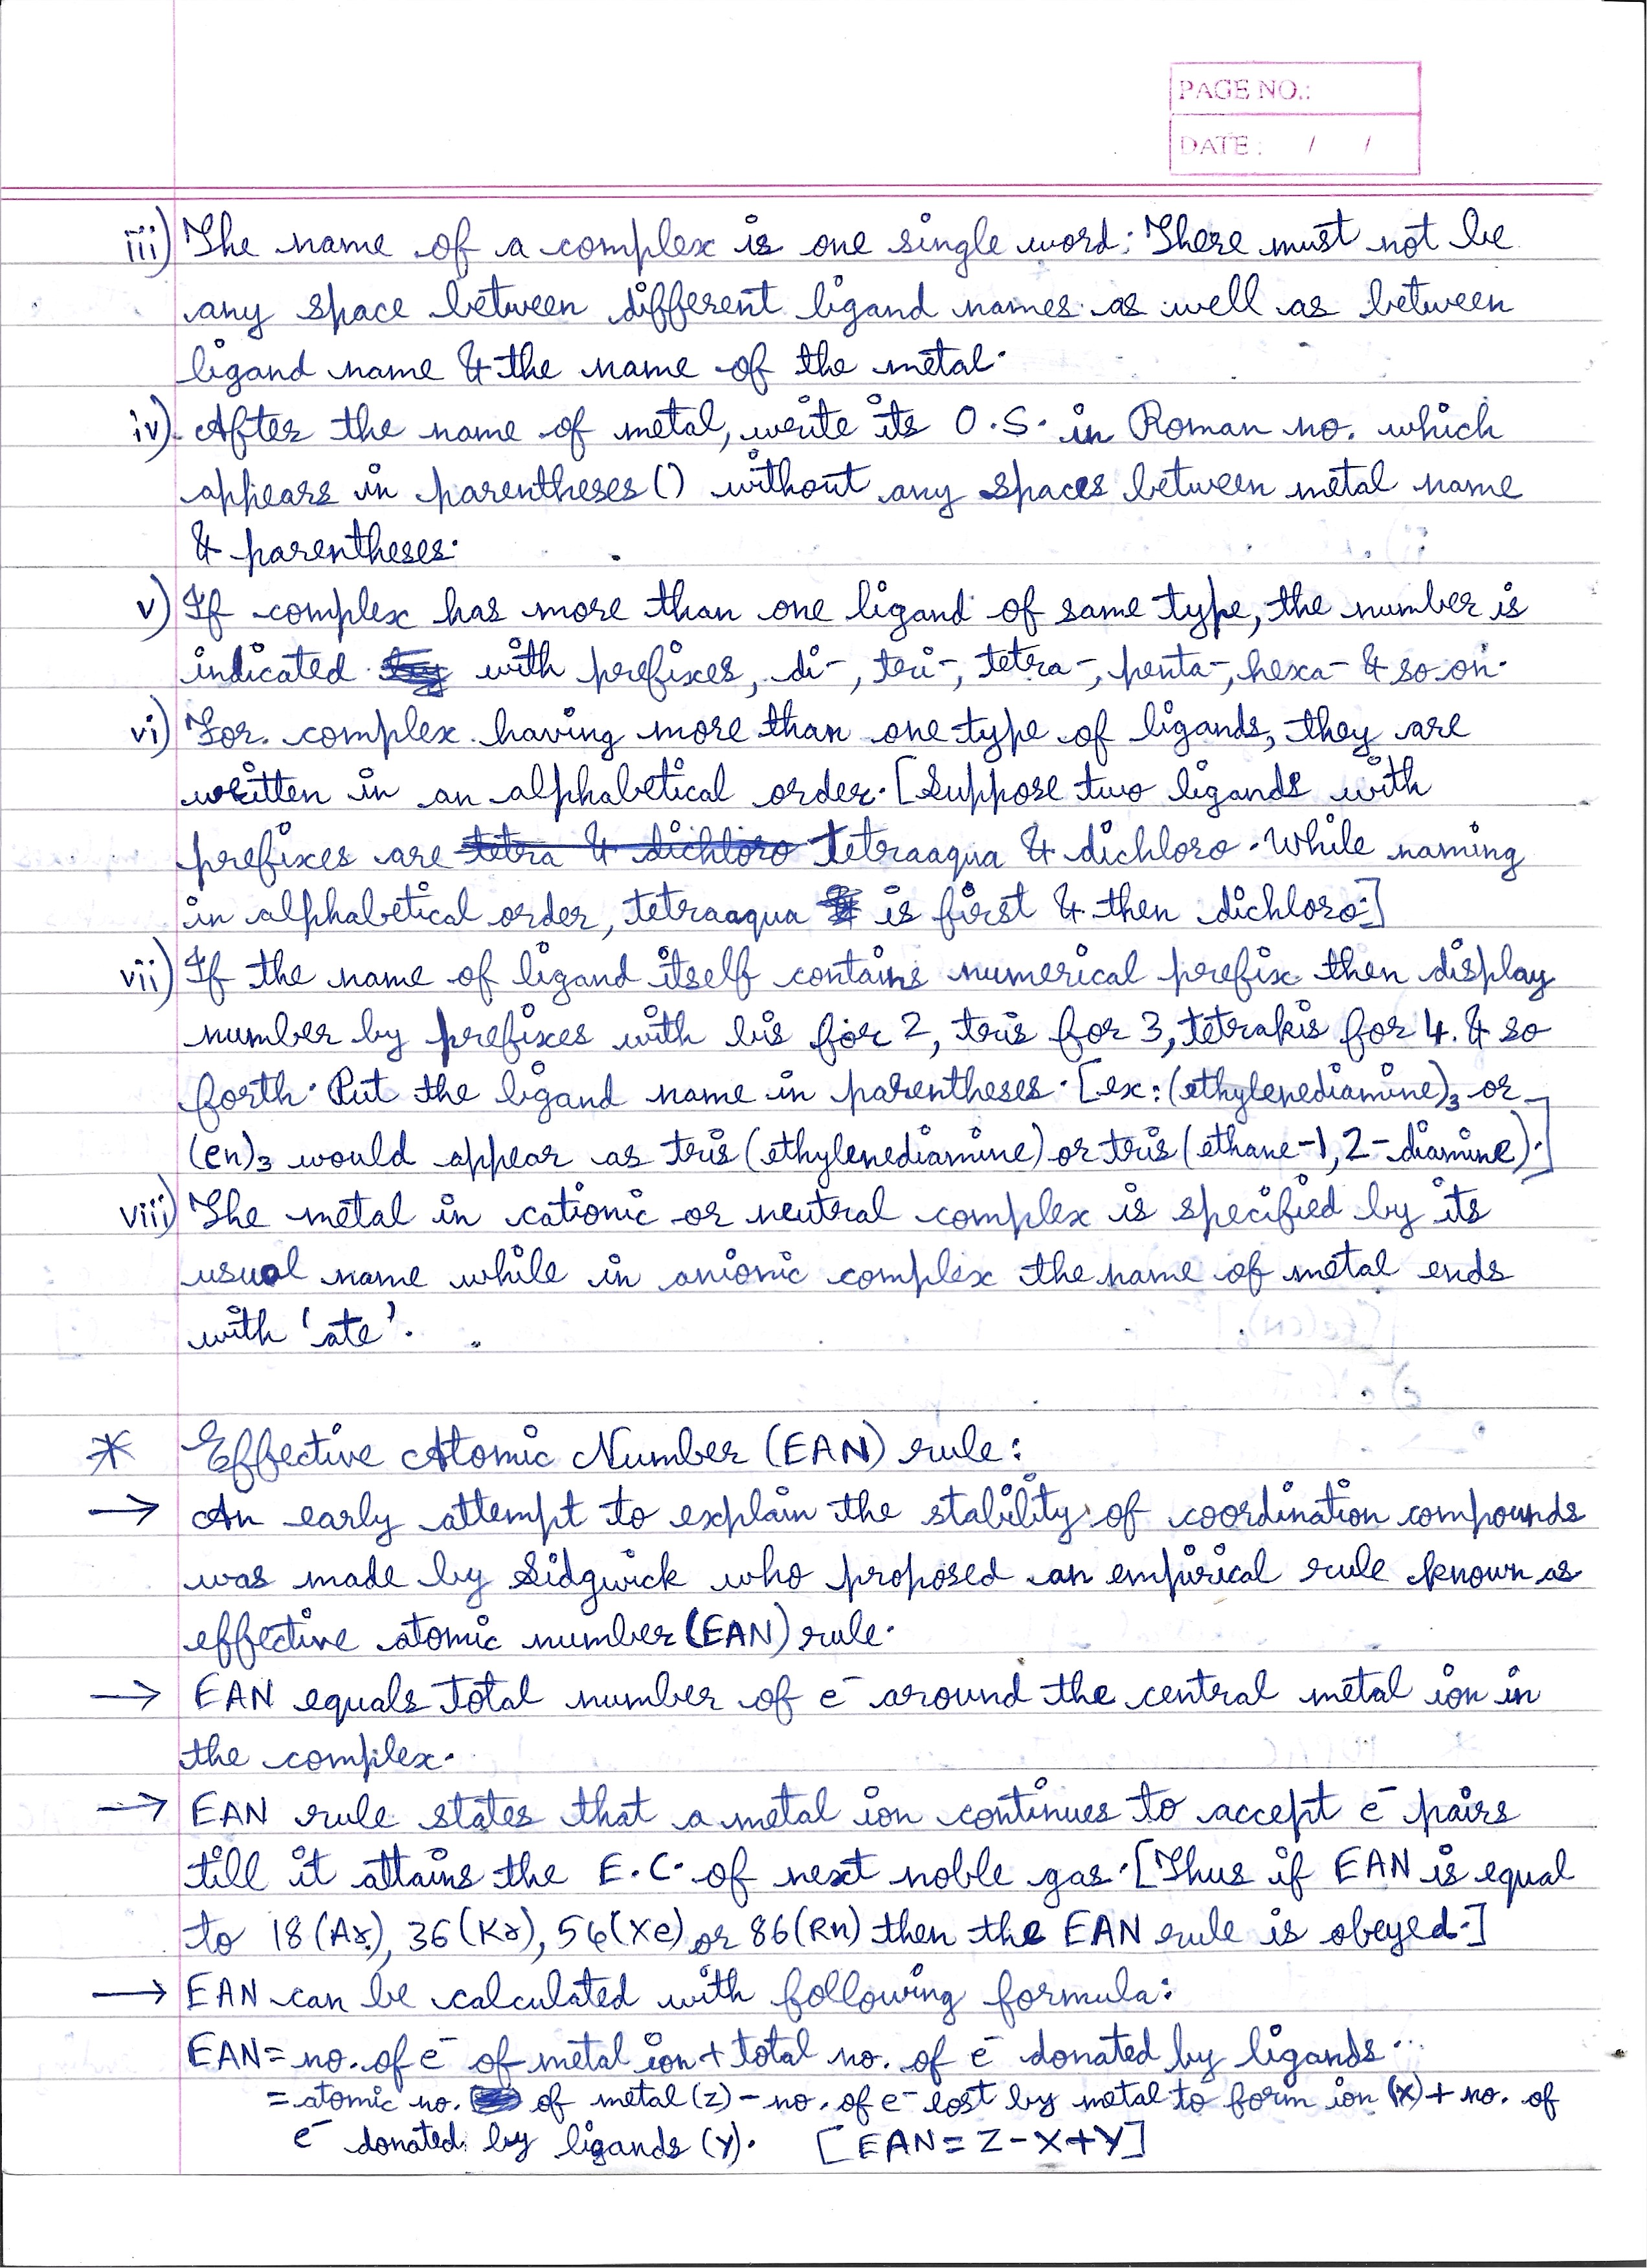 PAGE NO.:
DATE: / /
iii) The name of a complex is one single word. There must not be
any space between different ligand names as well as between
ligand name & the name of the metal.
iv) After the name of metal, write its O.S. in Roman no. which
appears in parentheses () without any spaces between metal name
& parentheses.
v) If complex has more than one ligand of same type, the number is
indicated with prefixes, di-, tri-, tetra-, penta-, hexa- & so on.
vi) For complex having more than one type of ligands, they are
written in an alphabetical order. [Suppose two ligands with
prefixes are tetra & dichloro tetraaqua & dichloro. While naming
in alphabetical order, tetraaqua is first & then dichloro.]
vii) If the name of ligand itself contains numerical prefix then display
number by prefixes with bis for 2, tris for 3, tetrakis for 4. & so
forth. Put the ligand name in parentheses. [ex: (ethylenediamine)₃ or
(en)₃ would appear as tris (ethylenediamine) or tris (ethane-1,2-diamine).]
viii) The metal in cationic or neutral complex is specified by its
usual name while in anionic complex the name of metal ends
with 'ate'.
* Effective Atomic Number (EAN) rule:
→ An early attempt to explain the stability of coordination compounds
was made by Sidgwick who proposed an empirical rule known as
effective atomic number (EAN) rule.
→ EAN equals total number of e⁻ around the central metal ion in
the complex.
→ EAN rule states that a metal ion continues to accept e⁻ pairs
till it attains the E.C. of next noble gas. [Thus if EAN is equal
to 18 (Ar), 36 (Kr), 54 (Xe) or 86 (Rn) then the EAN rule is obeyed.]
→ EAN can be calculated with following formula:
EAN = no. of e⁻ of metal ion + total no. of e⁻ donated by ligands...
= atomic no. of metal (z) - no. of e⁻ lost by metal to form ion (x) + no. of
e⁻ donated by ligands (y). [EAN = Z - X + Y]